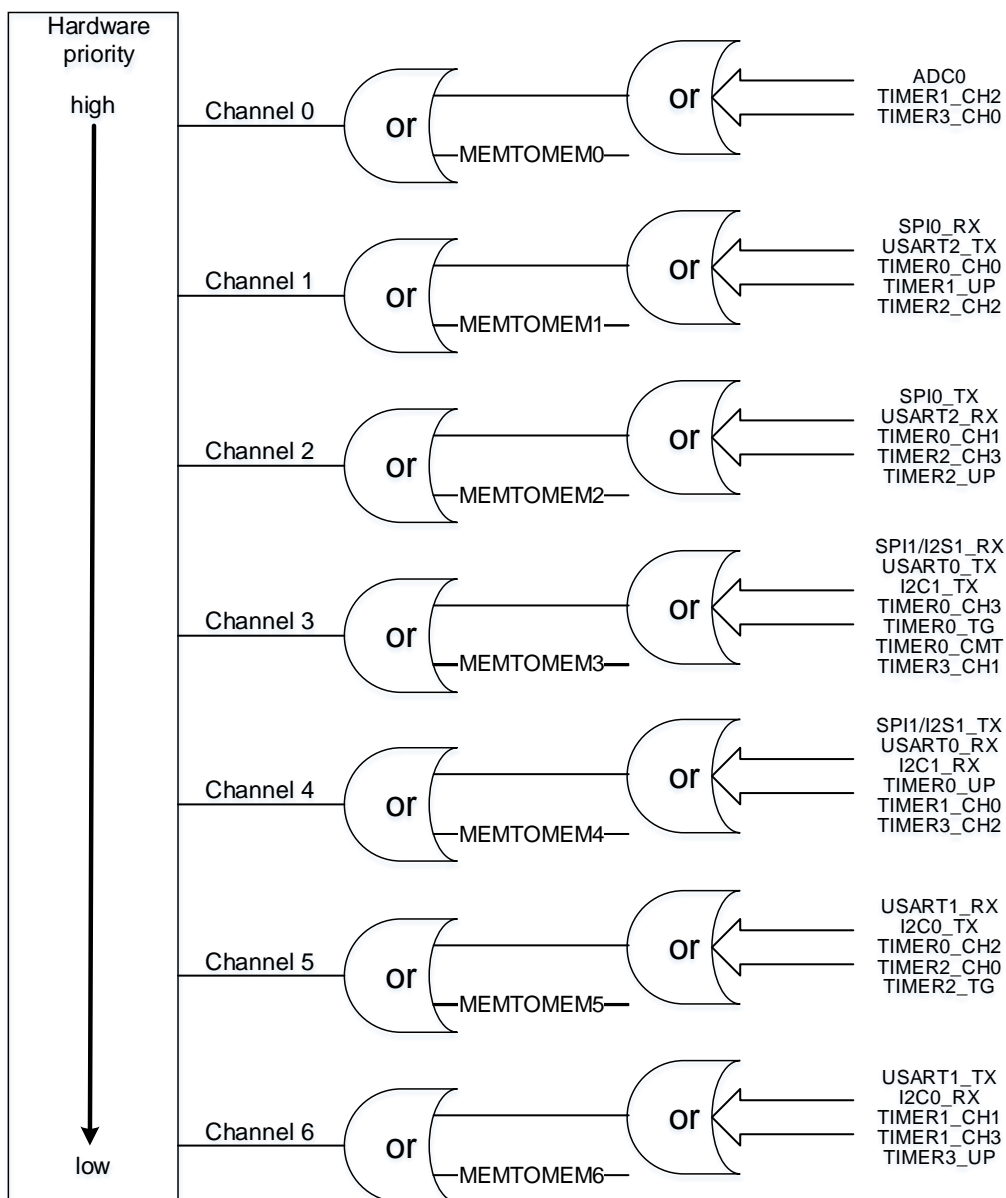 Hardware
priority
high
Channel 0
or
MEMTOMEM0
or
ADC0
TIMER1_CH2
TIMER3_CH0
Channel 1
or
MEMTOMEM1
or
SPI0_RX
USART2_TX
TIMER0_CH0
TIMER1_UP
TIMER2_CH2
Channel 2
or
MEMTOMEM2
or
SPI0_TX
USART2_RX
TIMER0_CH1
TIMER2_CH3
TIMER2_UP
Channel 3
or
MEMTOMEM3
or
SPI1/I2S1_RX
USART0_TX
I2C1_TX
TIMER0_CH3
TIMER0_TG
TIMER0_CMT
TIMER3_CH1
Channel 4
or
MEMTOMEM4
or
SPI1/I2S1_TX
USART0_RX
I2C1_RX
TIMER0_UP
TIMER1_CH0
TIMER3_CH2
Channel 5
or
MEMTOMEM5
or
USART1_RX
I2C0_TX
TIMER0_CH2
TIMER2_CH0
TIMER2_TG
Channel 6
or
MEMTOMEM6
or
USART1_TX
I2C0_RX
TIMER1_CH1
TIMER1_CH3
TIMER3_UP
low